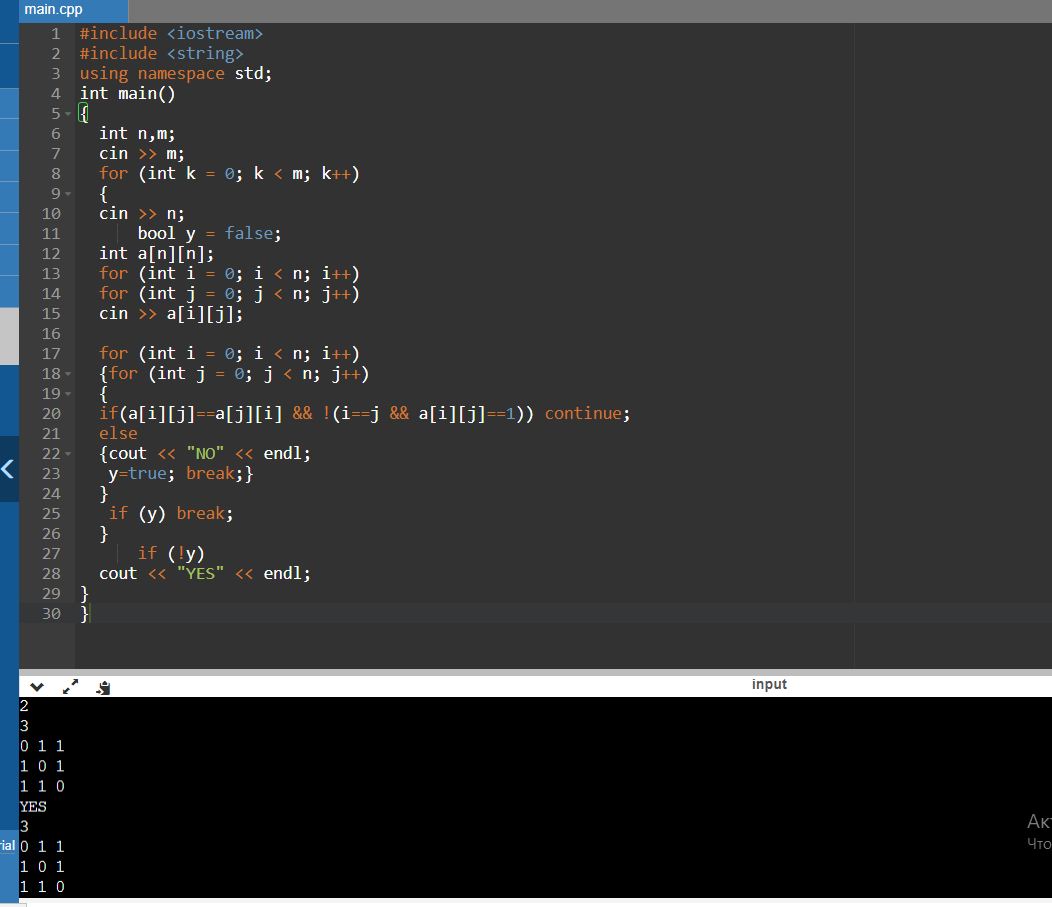 main.cpp
1 #include <iostream>
2 #include <string>
3 using namespace std;
4 int main()
5 {
6 int n,m;
7 cin >> m;
8 for (int k = 0; k < m; k++)
9 {
10 cin >> n;
11 bool y = false;
12 int a[n][n];
13 for (int i = 0; i < n; i++)
14 for (int j = 0; j < n; j++)
15 cin >> a[i][j];
16
17 for (int i = 0; i < n; i++)
18 {for (int j = 0; j < n; j++)
19 {
20 if(a[i][j]==a[j][i] && !(i==j && a[i][j]==1)) continue;
21 else
22 {cout << "NO" << endl;
23 y=true; break;}
24 }
25 if (y) break;
26 }
27 if (!y)
28 cout << "YES" << endl;
29 }
30 }
input
2
3
0 1 1
1 0 1
1 1 0
YES
3
0 1 1
1 0 1
1 1 0
rial
Ак
Что